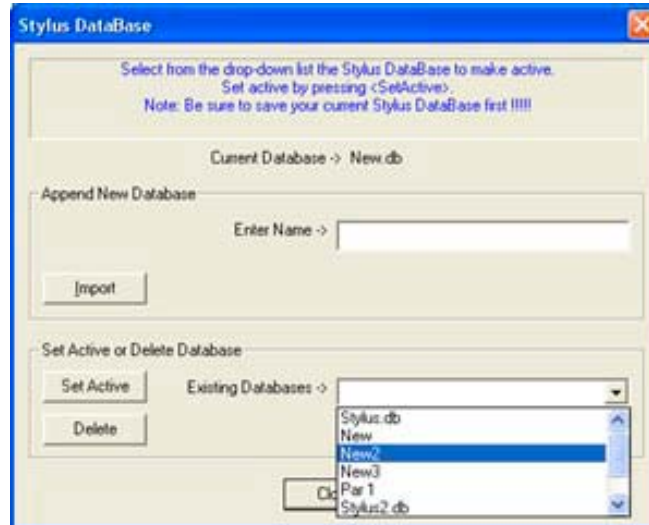 Stylus DataBase
Select from the drop-down list the Stylus DataBase to make active.
Set active by pressing <SetActive>.
Note: Be sure to save your current Stylus DataBase first !!!!!
Current Database -> New.db
Append New Database
Enter Name ->
Import
Set Active or Delete Database
Set Active
Existing Databases ->
Delete
Stylus.db
New
New2
New3
Par 1
Stylus2.db